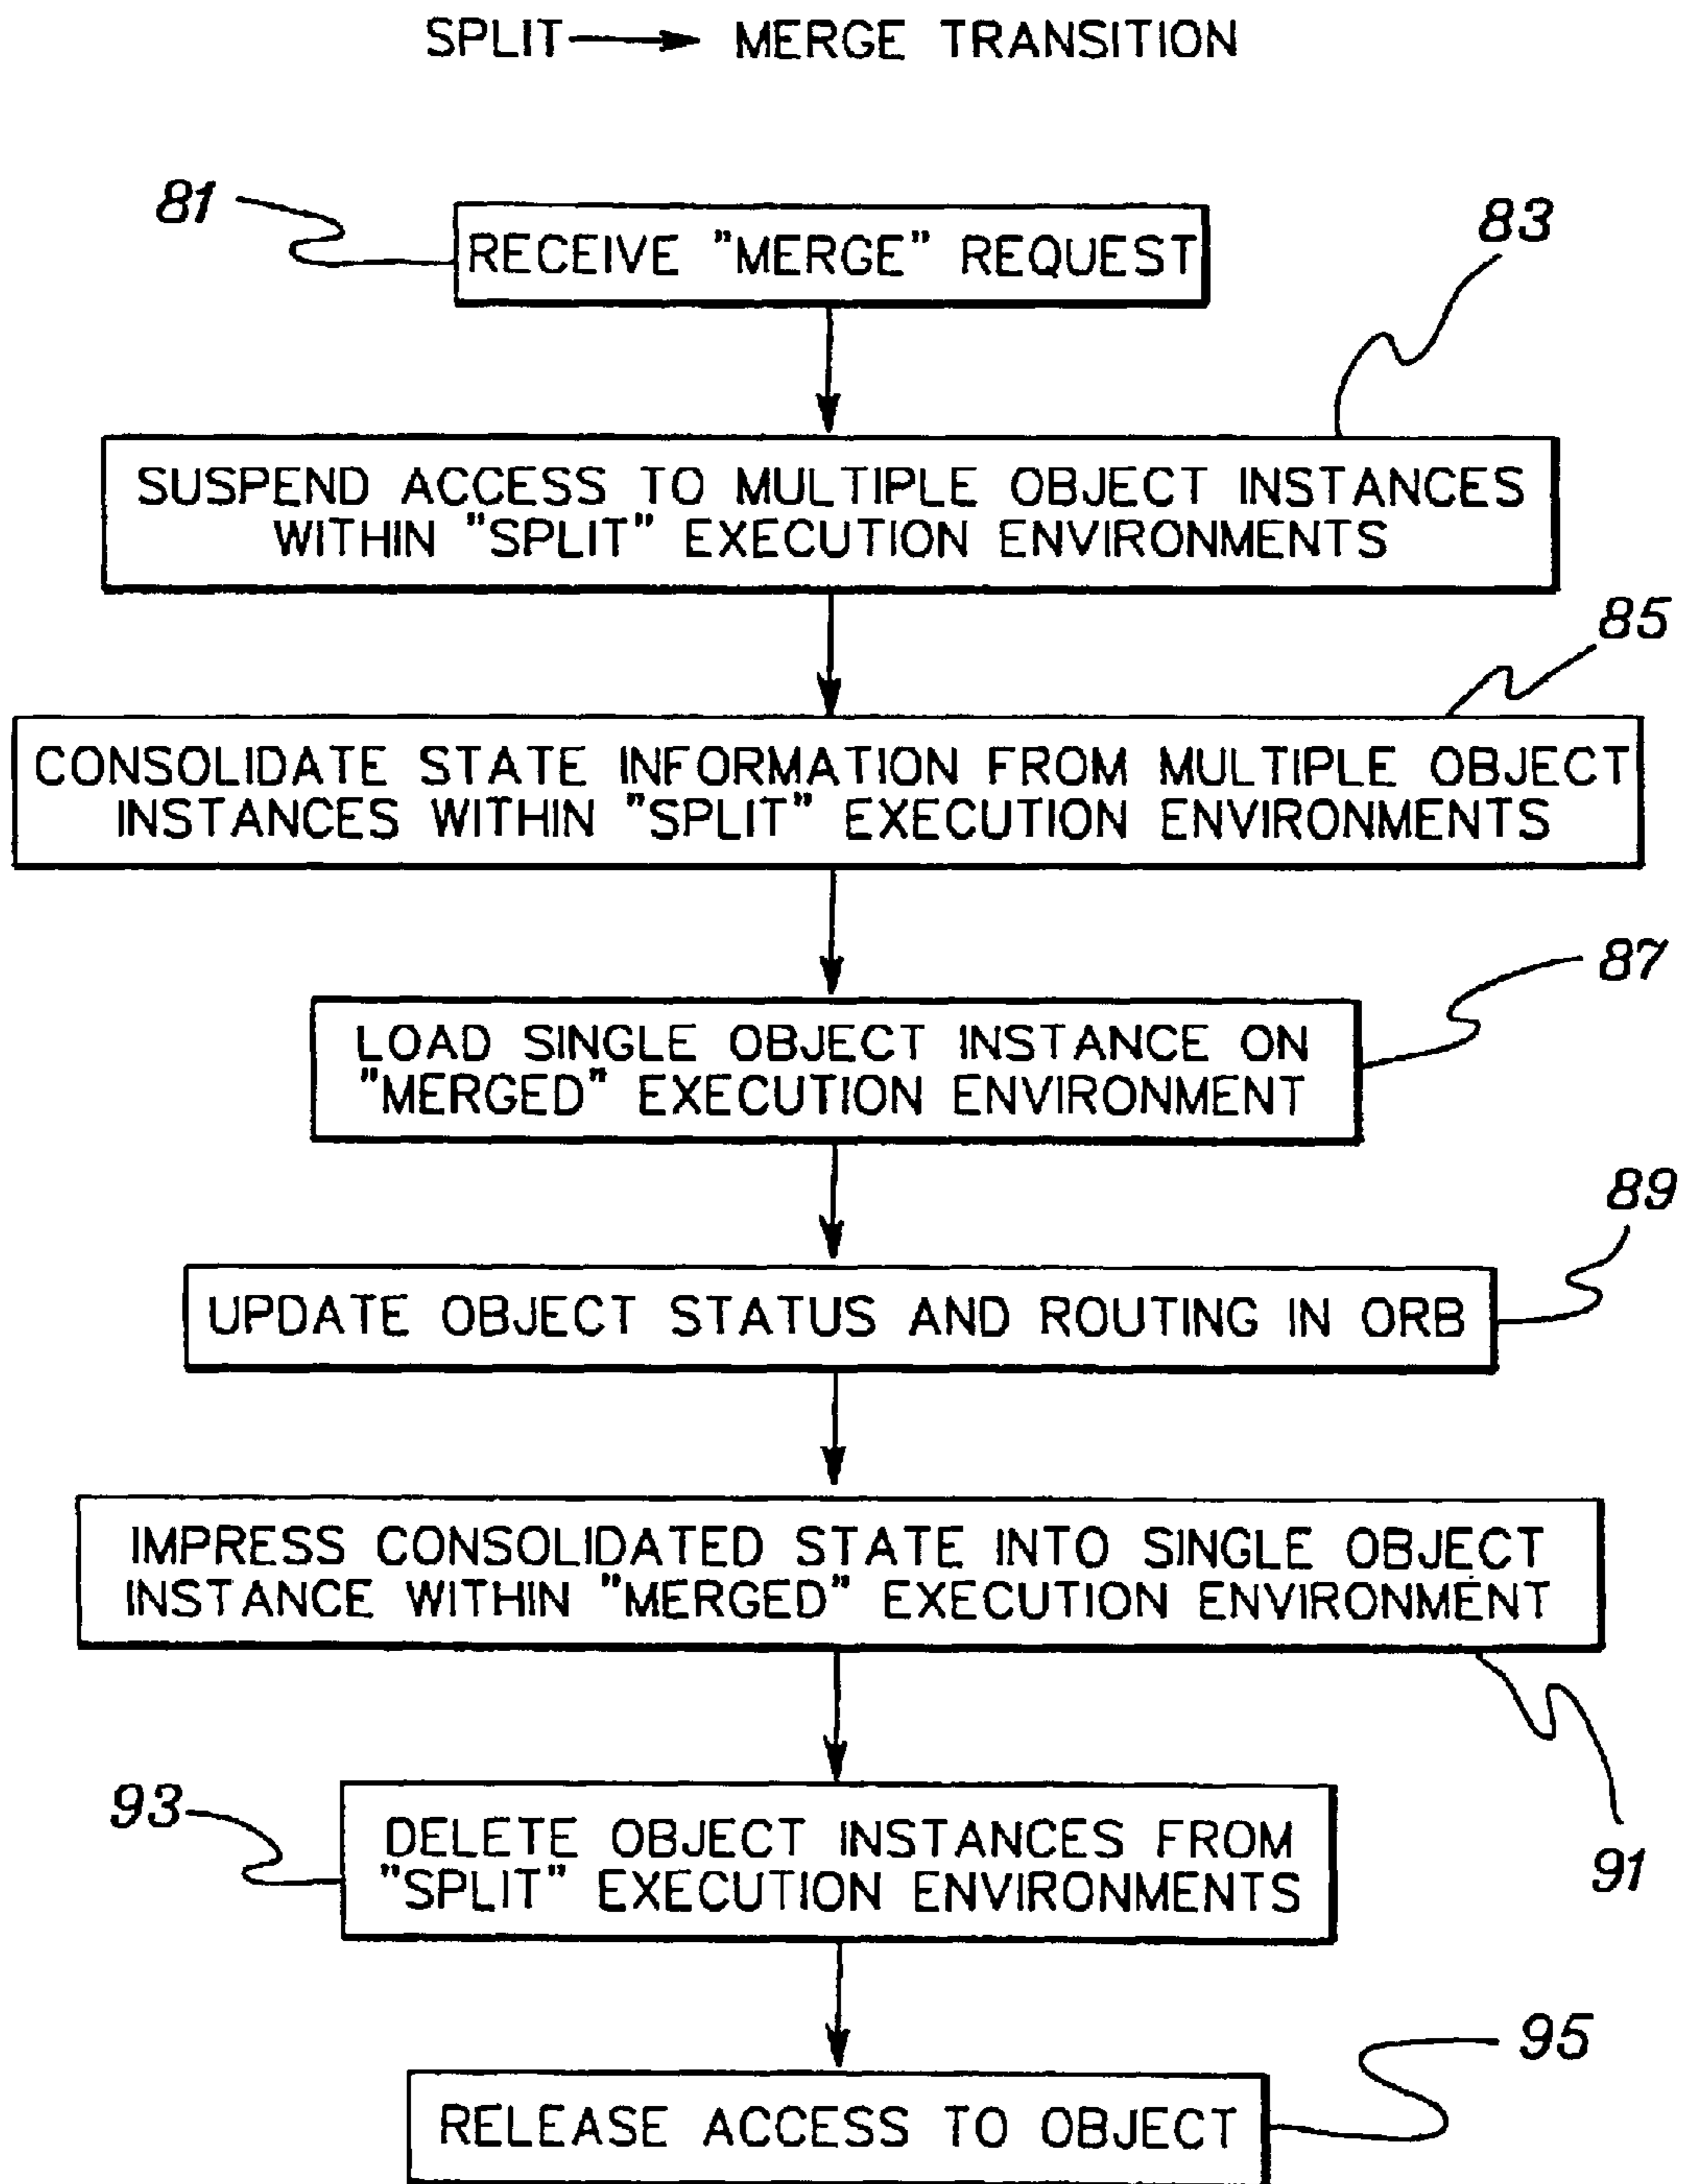 SPLIT → MERGE TRANSITION
81
RECEIVE "MERGE" REQUEST
83
SUSPEND ACCESS TO MULTIPLE OBJECT INSTANCES
WITHIN "SPLIT" EXECUTION ENVIRONMENTS
85
CONSOLIDATE STATE INFORMATION FROM MULTIPLE OBJECT
INSTANCES WITHIN "SPLIT" EXECUTION ENVIRONMENTS
87
LOAD SINGLE OBJECT INSTANCE ON
"MERGED" EXECUTION ENVIRONMENT
89
UPDATE OBJECT STATUS AND ROUTING IN ORB
IMPRESS CONSOLIDATED STATE INTO SINGLE OBJECT
INSTANCE WITHIN "MERGED" EXECUTION ENVIRONMENT
91
93
DELETE OBJECT INSTANCES FROM
"SPLIT" EXECUTION ENVIRONMENTS
95
RELEASE ACCESS TO OBJECT